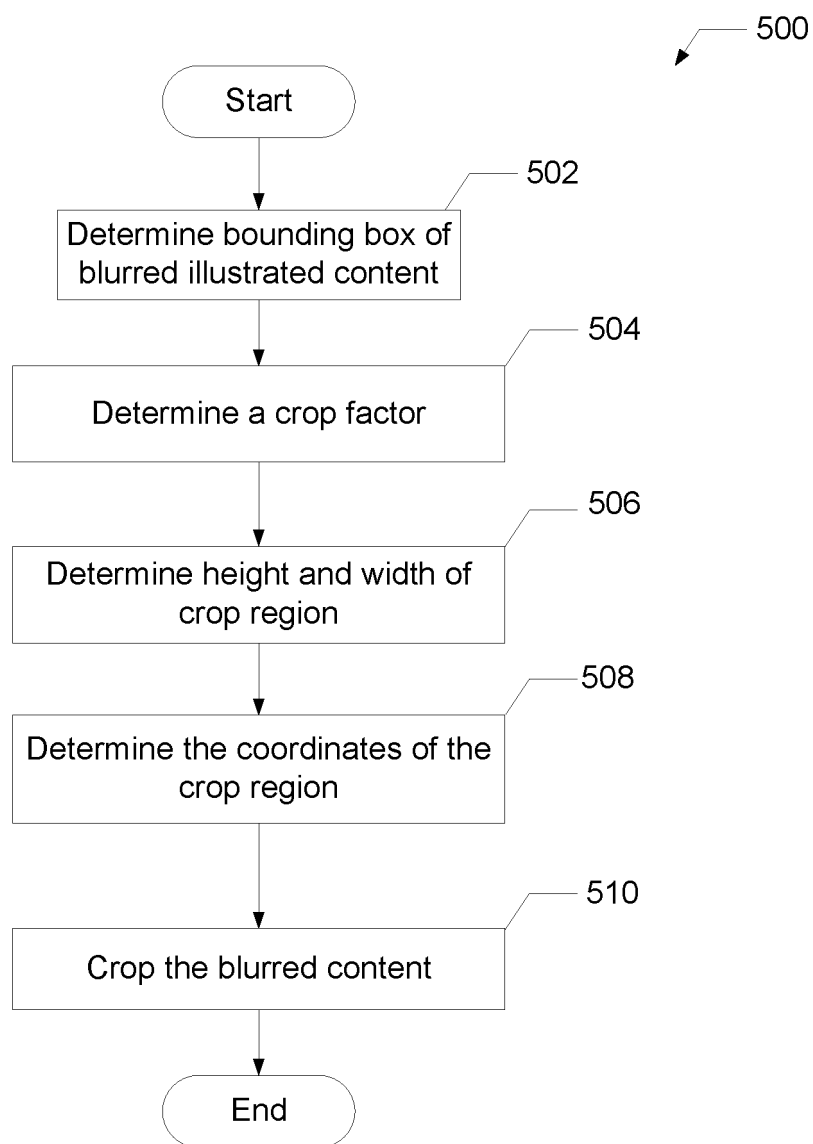 500
Start
502
Determine bounding box of
blurred illustrated content
504
Determine a crop factor
506
Determine height and width of
crop region
508
Determine the coordinates of the
crop region
510
Crop the blurred content
End